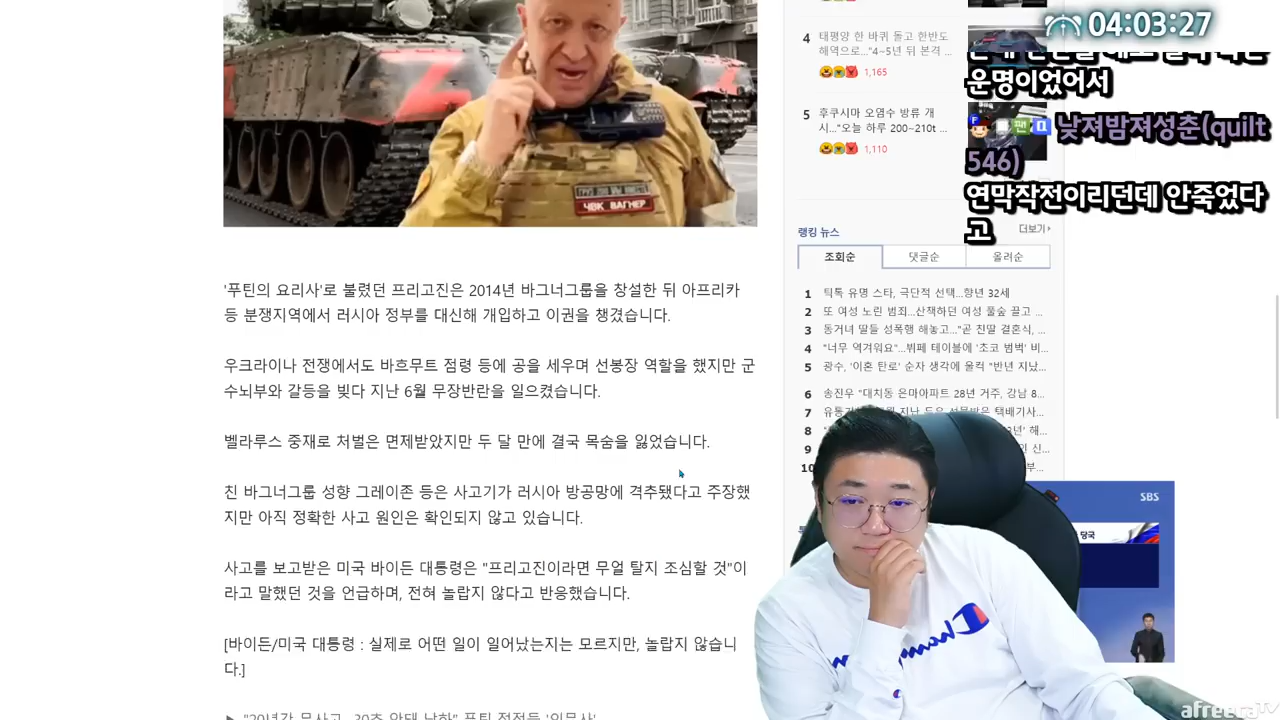 04:03:27
운명이었어서
낮져밤져성춘(quilt
546)
연막작전이리던데 안죽었다
고
4 태평양 한 바퀴 돌고 한반도
해역으로..."4~5년 뒤 본격 ...
1,165
5 후쿠시마 오염수 방류 개
시..."오늘 하루 200~210t ...
1,110
랭킹 뉴스
더보기
조회순 댓글순 올려순
1 틱톡 유명 스타, 극단적 선택...향년 32세
2 또 여성 노린 범죄...산책하던 여성 풀숲 끌고 ...
3 동거녀 딸들 성폭행 해놓고..."곧 친딸 결혼식, ...
4 "너무 역겨워요"...뷔페 테이블에 '초코 범벅' 비...
5 광수, '이혼 탄로' 순자 생각에 울컥 "반년 지났...
6 송진우 "대치동 은마아파트 28년 거주, 강남 8...
7
8
9
10
ЧВК ВАГНЕР
'푸틴의 요리사'로 불렸던 프리고진은 2014년 바그너그룹을 창설한 뒤 아프리카
등 분쟁지역에서 러시아 정부를 대신해 개입하고 이권을 챙겼습니다.
우크라이나 전쟁에서도 바흐무트 점령 등에 공을 세우며 선봉장 역할을 했지만 군
수뇌부와 갈등을 빚다 지난 6월 무장반란을 일으켰습니다.
벨라루스 중재로 처벌은 면제받았지만 두 달 만에 결국 목숨을 잃었습니다.
친 바그너그룹 성향 그레이존 등은 사고기가 러시아 방공망에 격추됐다고 주장했
지만 아직 정확한 사고 원인은 확인되지 않고 있습니다.
사고를 보고받은 미국 바이든 대통령은 "프리고진이라면 무얼 탈지 조심할 것"이
라고 말했던 것을 언급하며, 전혀 놀랍지 않다고 반응했습니다.
[바이든/미국 대통령 : 실제로 어떤 일이 일어났는지는 모르지만, 놀랍지 않습니
다.]
SBS
당국
Champion
afreecaTV